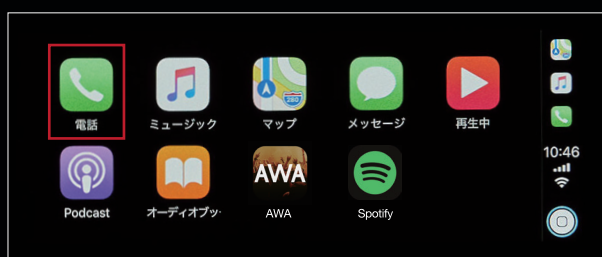 電話
ミュージック
マップ
280
メッセージ
再生中
Podcast
オーディオブッ
AWA
AWA
Spotify
10:46